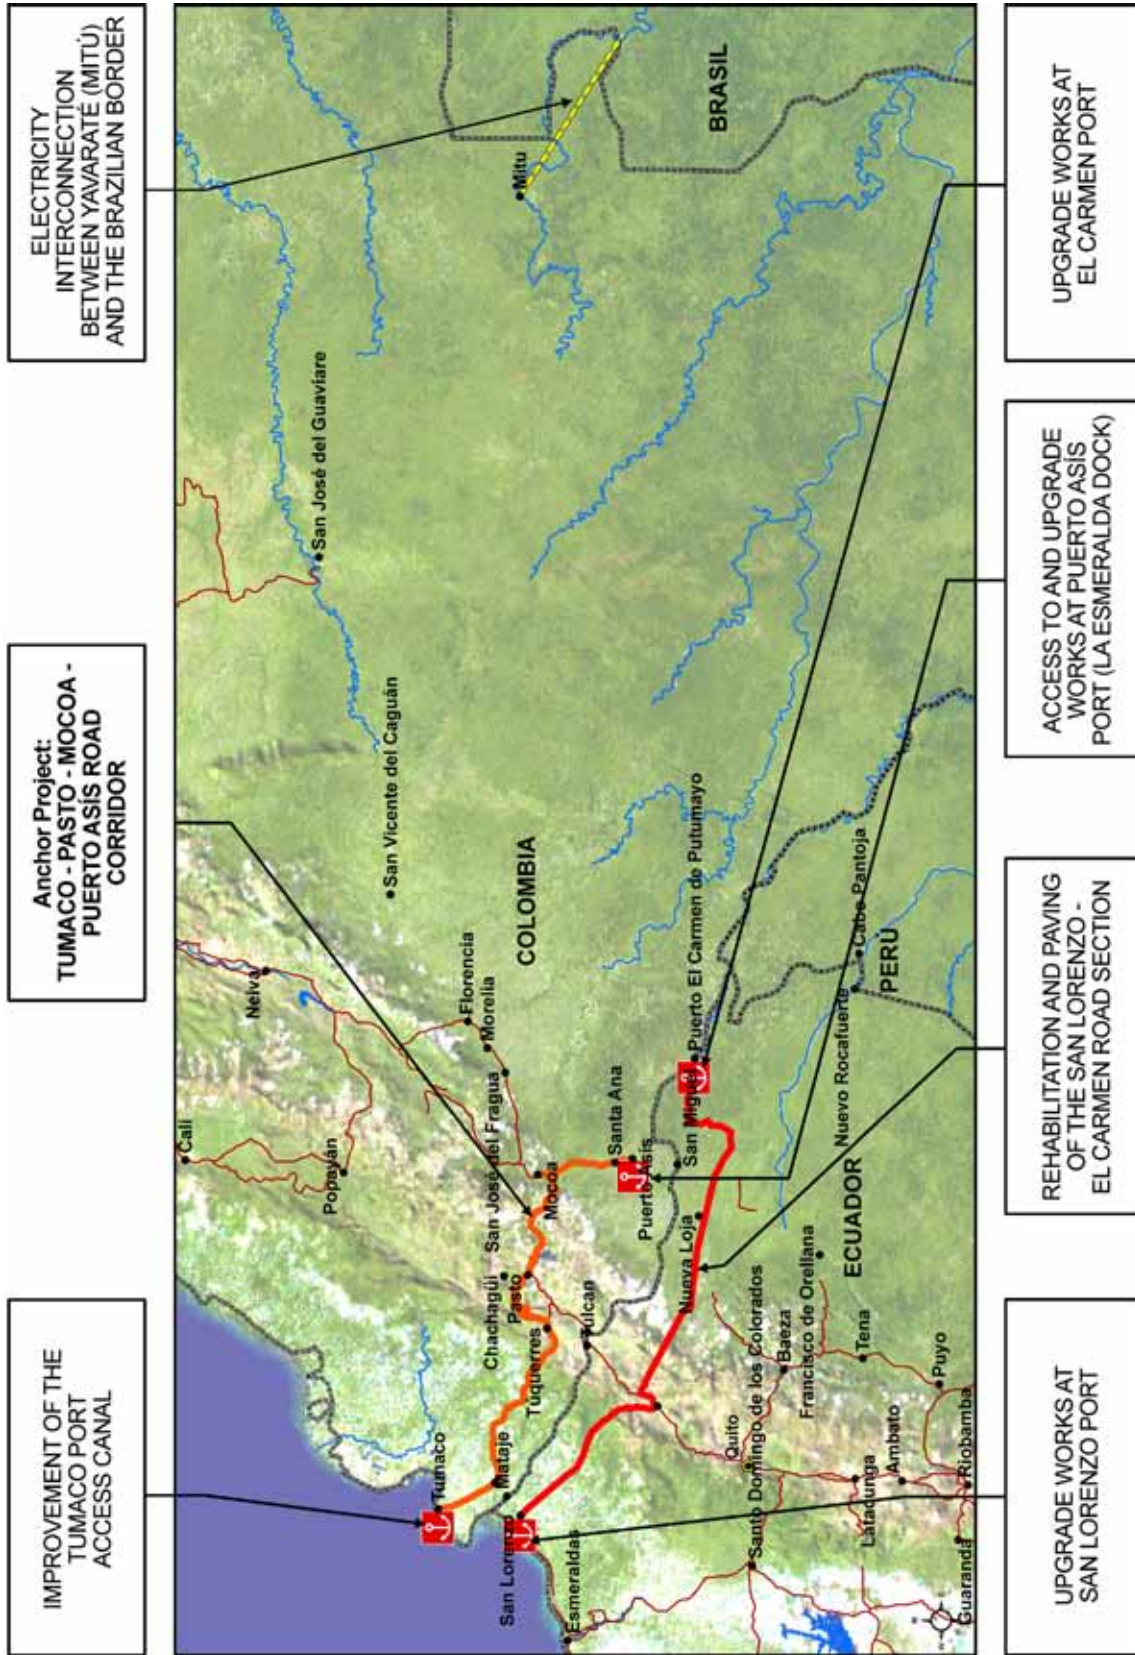 IMPROVEMENT OF THE
TUMACO PORT
ACCESS CANAL
Anchor Project:
TUMACO - PASTO - MOCOA -
PUERTO ASÍS ROAD
CORRIDOR
ELECTRICITY
INTERCONNECTION
BETWEEN YAVARATÉ (MITÚ)
AND THE BRAZILIAN BORDER
Cali
Neiva
Popayán
San José del Guaviare
San Vicente del Caguán
Tumaco
Florencia
Morelia
San José del Fragua
Chachagüí
Mataje
Pasto
Mitu
San Lorenzo
Túquerres
Mocoa
COLOMBIA
Esmeraldas
Tulcan
Santa Ana
Puerto Asís
San Miguel
Puerto El Carmen de Putumayo
Nueva Loja
BRASIL
Quito
Santo Domingo de los Colorados
Baeza
Francisco de Orellana
Nuevo Rocafuerte
Cabo Pantoja
ECUADOR
PERÚ
Tena
Latacunga
Ambato
Puyo
Guaranda
Riobamba
UPGRADE WORKS AT
SAN LORENZO PORT
REHABILITATION AND PAVING
OF THE SAN LORENZO -
EL CARMEN ROAD SECTION
ACCESS TO AND UPGRADE
WORKS AT PUERTO ASÍS
PORT (LA ESMERALDA DOCK)
UPGRADE WORKS AT
EL CARMEN PORT